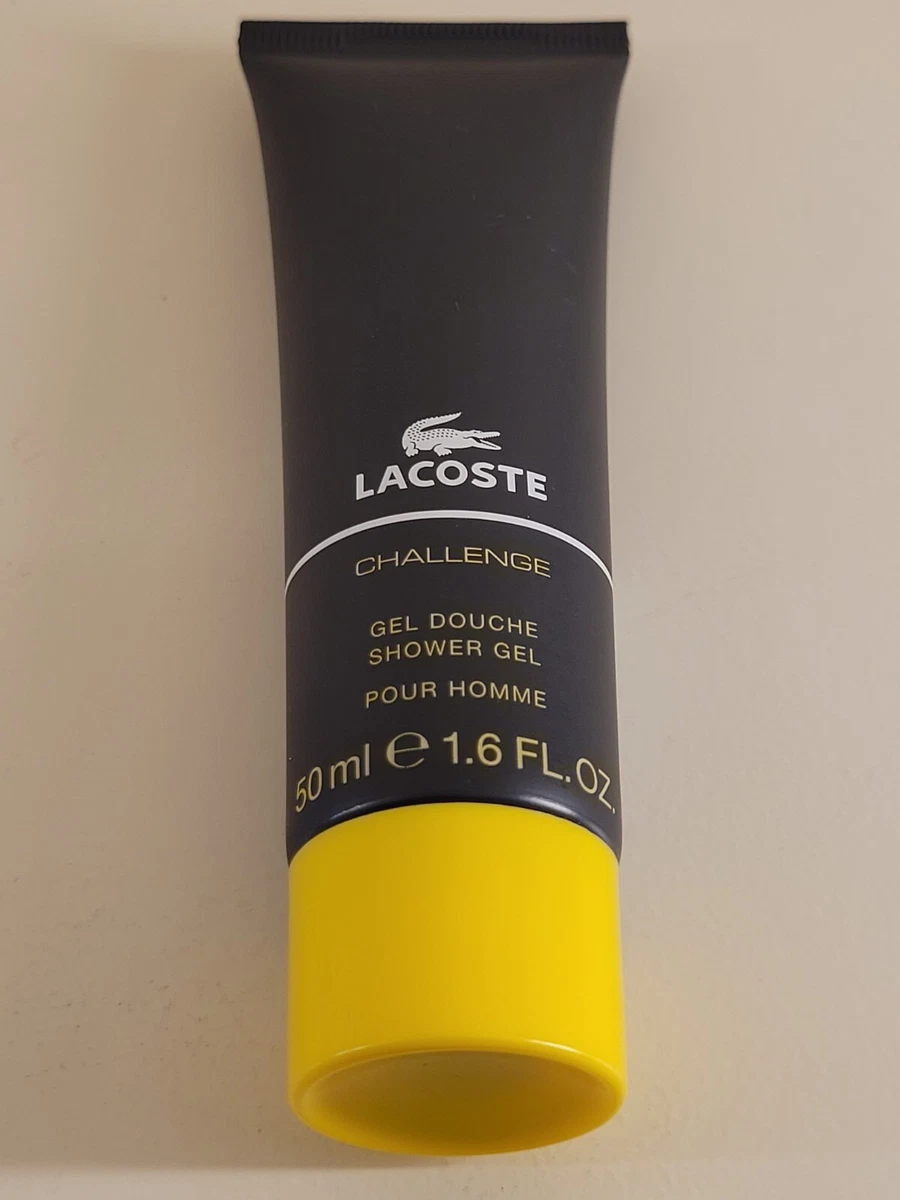 LACOSTE
CHALLENGE
GEL DOUCHE
SHOWER GEL
POUR HOMME
50 ml ℮ 1.6 FL. OZ.